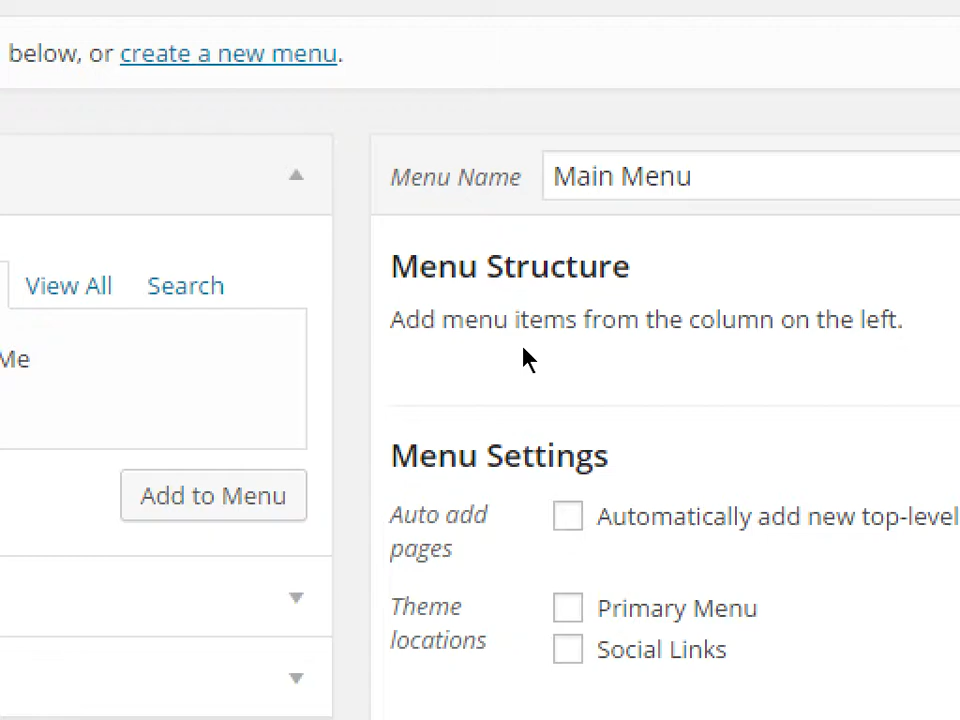 below, or create a new menu.
Menu Name Main Menu
Menu Structure
View All Search
Add menu items from the column on the left.
Me
Menu Settings
Add to Menu
Auto add pages
Automatically add new top-level
Theme locations
Primary Menu
Social Links